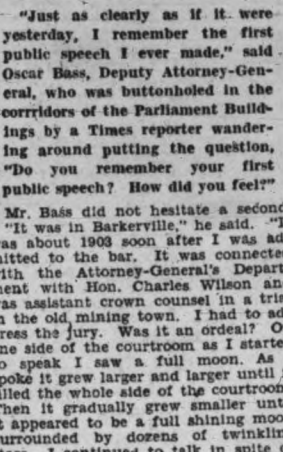 "Just as clearly as if it were
yesterday, I remember the first
public speech I ever made," said
Oscar Bass, Deputy Attorney-Gen-
eral, who was buttonholed in the
corrridors of the Parliament Build-
ings by a Times reporter wander-
ing around putting the question,
"Do you remember your first
public speech? How did you feel?"
Mr. Bass did not hesitate a second
"It was in Barkerville," he said.
as about 1903 soon after I was ad
itted to the bar. It was connecte
ith the Attorney-General's Depart
ent with Hon. Charles Wilson an
as assistant crown counsel in a tri
the old mining town. I had to ad
ress the jury. Was it an ordeal? O
ne side of the courtroom as I starte
o speak I saw a full moon. As
poke it grew larger and larger until
illed the whole side of the courtroo
hen it gradually grew smaller unt
t appeared to be a full shining moo
urrounded by dozens of twinklin
I continued to talk in spite o